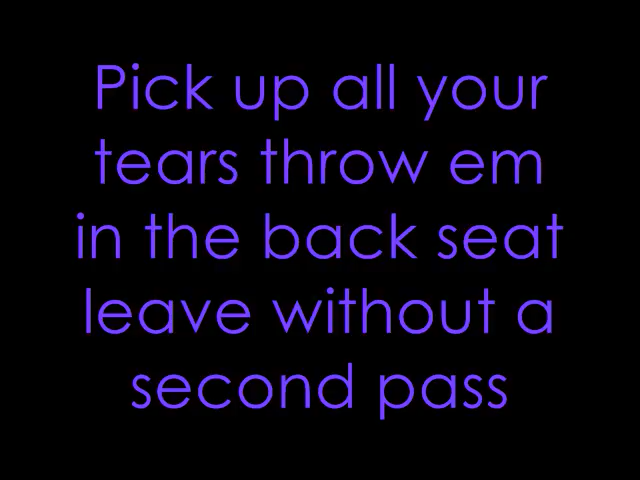 Pick up all your
tears throw em
in the back seat
leave without a
second pass